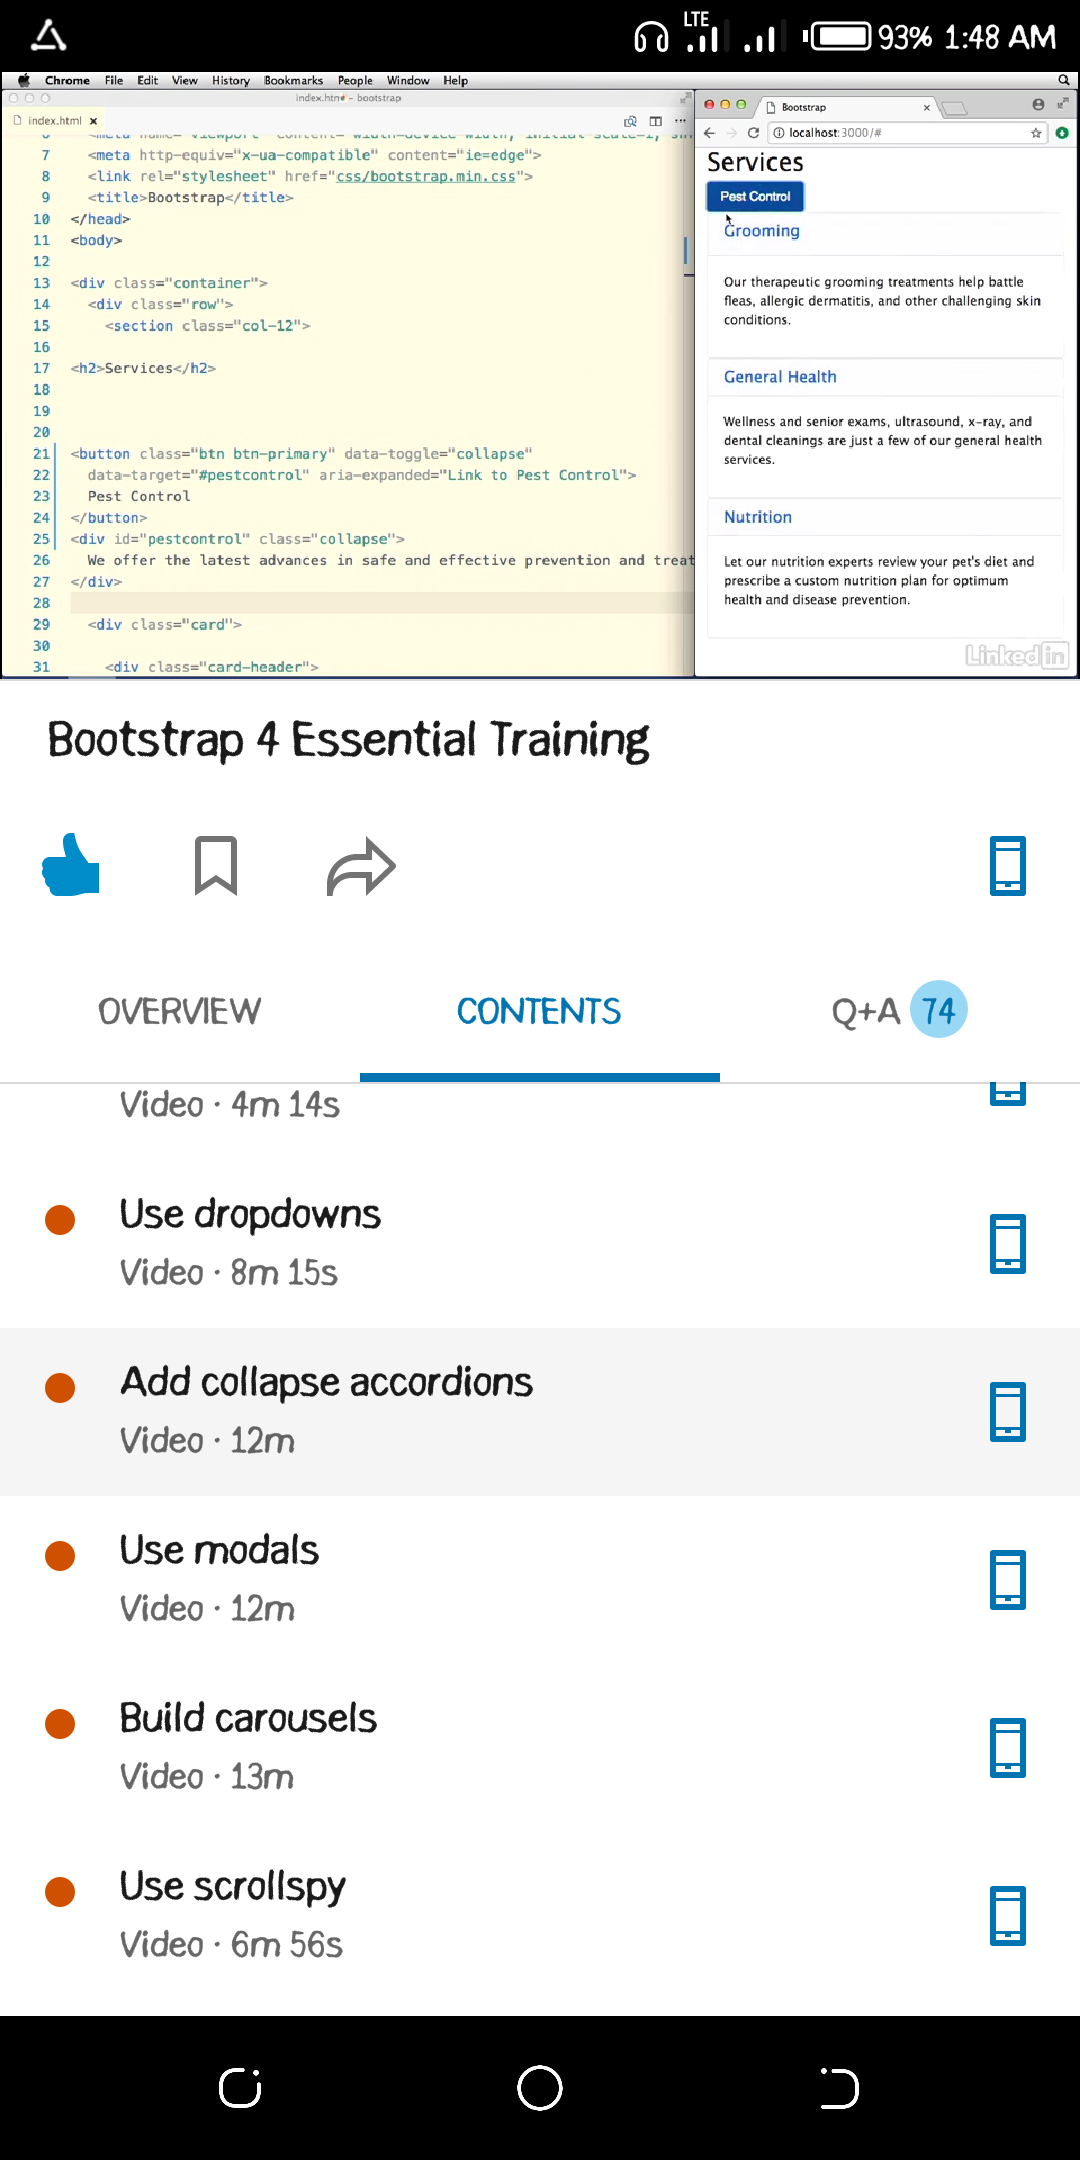 LTE
93% 1:48 AM
Chrome File Edit View History Bookmarks People Window Help
index.html - bootstrap
index.html
7 <meta http-equiv="x-ua-compatible" content="ie=edge">
8 <link rel="stylesheet" href="css/bootstrap.min.css">
9 <title>Bootstrap</title>
10 </head>
11 <body>
12
13 <div class="container">
14 <div class="row">
15 <section class="col-12">
16
17 <h2>Services</h2>
18
19
20
21 <button class="btn btn-primary" data-toggle="collapse"
22 data-target="#pestcontrol" aria-expanded="Link to Pest Control">
23 Pest Control
24 </button>
25 <div id="pestcontrol" class="collapse">
26 We offer the latest advances in safe and effective prevention and treat
27 </div>
28
29 <div class="card">
30
31 <div class="card-header">
Bootstrap
localhost:3000/#
Services
Pest Control
Grooming
Our therapeutic grooming treatments help battle
fleas, allergic dermatitis, and other challenging skin
conditions.
General Health
Wellness and senior exams, ultrasound, x-ray, and
dental cleanings are just a few of our general health
services.
Nutrition
Let our nutrition experts review your pet's diet and
prescribe a custom nutrition plan for optimum
health and disease prevention.
Linked in
Bootstrap 4 Essential Training
OVERVIEW CONTENTS Q+A 74
Video · 4m 14s
Use dropdowns
Video · 8m 15s
Add collapse accordions
Video · 12m
Use modals
Video · 12m
Build carousels
Video · 13m
Use scrollspy
Video · 6m 56s